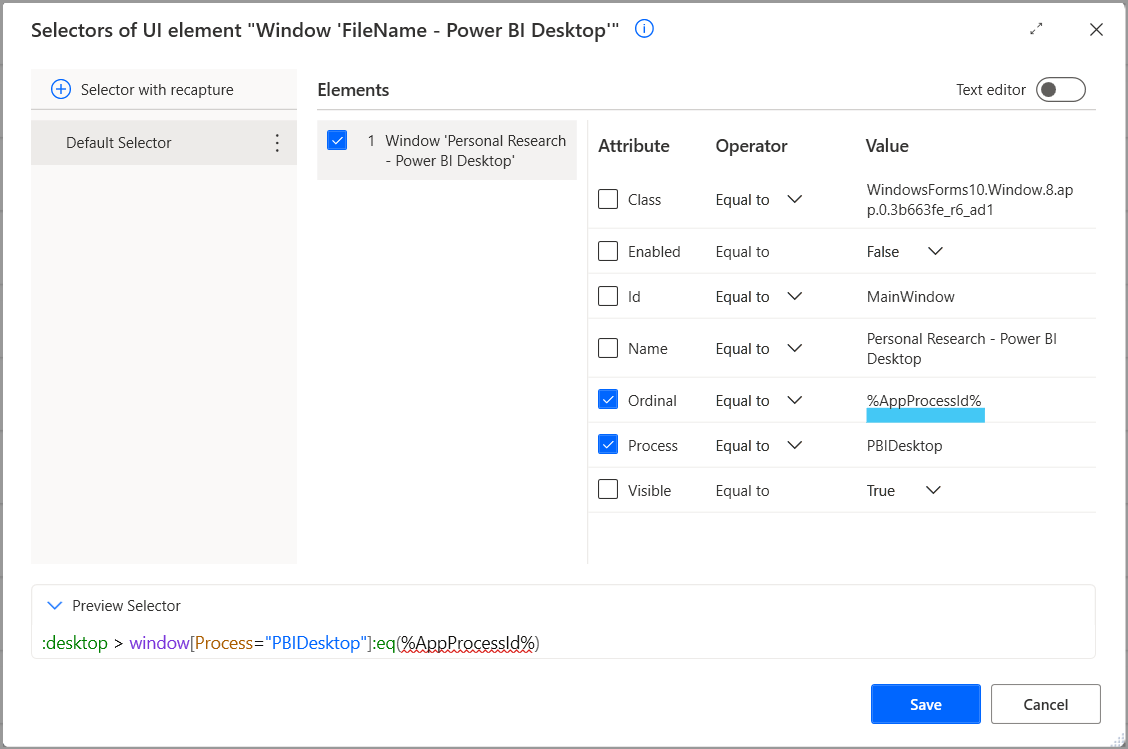 Selectors of UI element "Window 'FileName - Power BI Desktop'"
Selector with recapture
Default Selector
Elements
Text editor
1 Window 'Personal Research
- Power BI Desktop'
Attribute Operator Value
Class Equal to WindowsForms10.Window.8.ap
p.0.3b663fe_r6_ad1
Enabled Equal to False
Id Equal to MainWindow
Name Equal to Personal Research - Power BI
Desktop
Ordinal Equal to %AppProcessId%
Process Equal to PBIDesktop
Visible Equal to True
Preview Selector
:desktop > window[Process="PBIDesktop"]:eq(%AppProcessId%)
Save Cancel